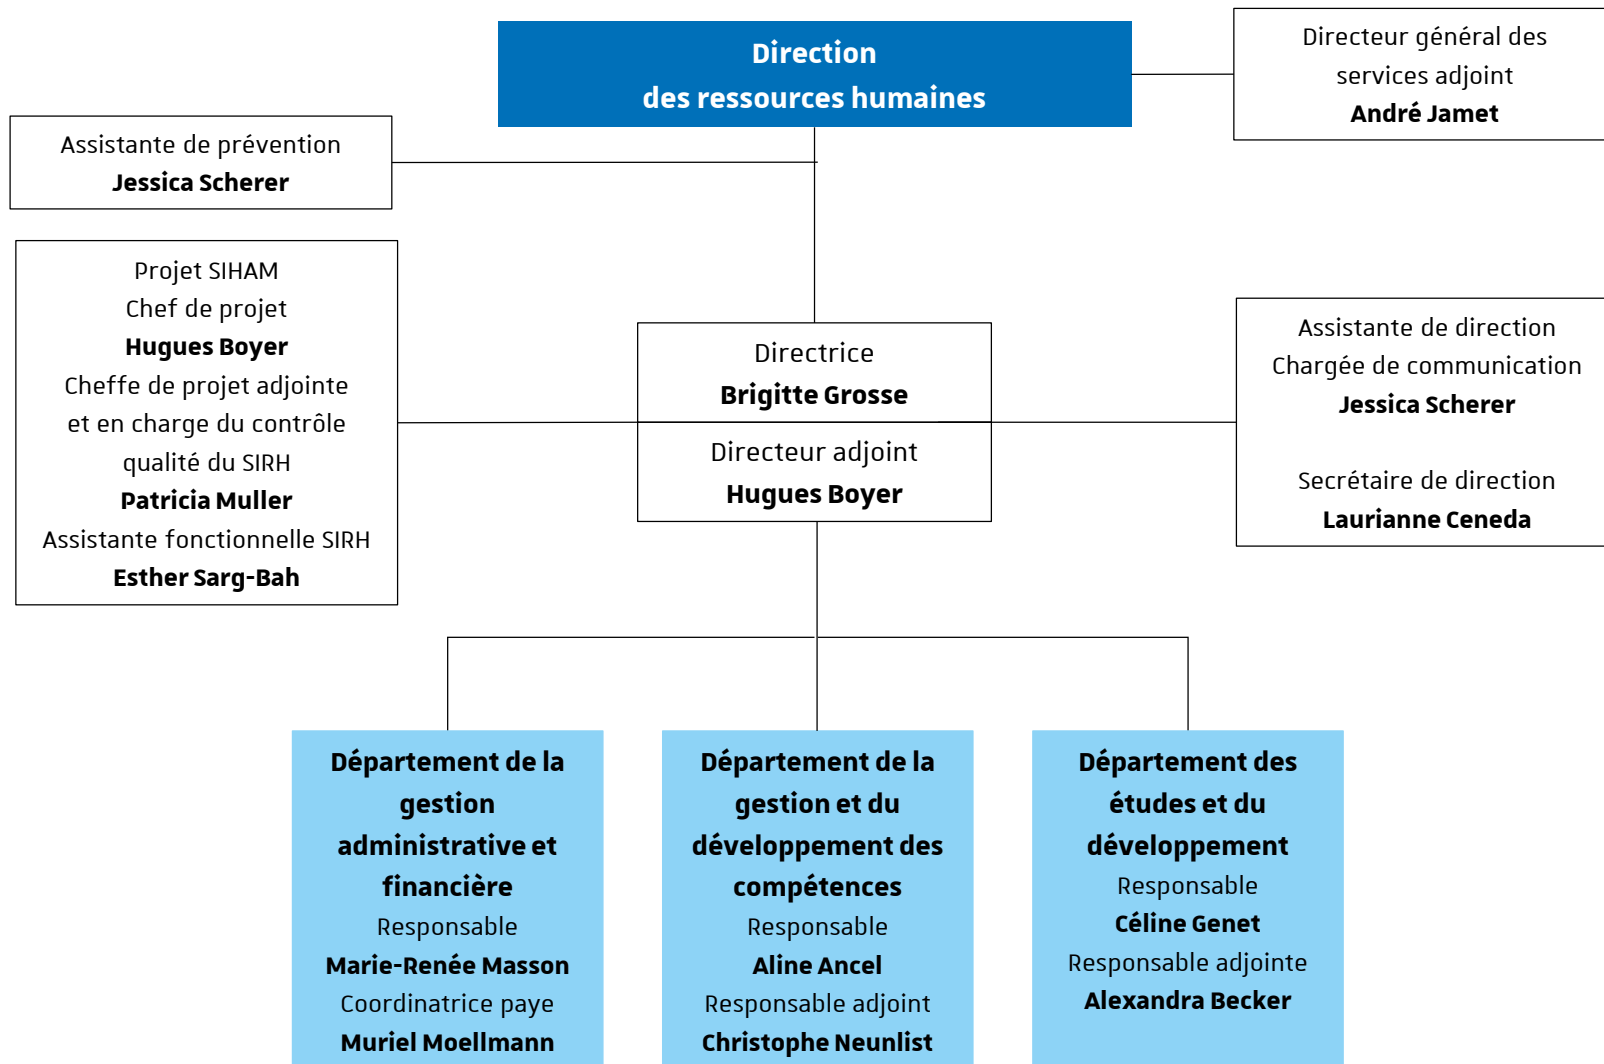 Direction
des ressources humaines
Directeur général des
services adjoint
André Jamet
Assistante de prévention
Jessica Scherer
Projet SIHAM
Chef de projet
Hugues Boyer
Cheffe de projet adjointe
et en charge du contrôle
qualité du SIRH
Patricia Muller
Assistante fonctionnelle SIRH
Esther Sarg-Bah
Directrice
Brigitte Grosse
Directeur adjoint
Hugues Boyer
Assistante de direction
Chargée de communication
Jessica Scherer
Secrétaire de direction
Laurianne Ceneda
Département de la
gestion
administrative et
financière
Responsable
Marie-Renée Masson
Coordinatrice paye
Muriel Moellmann
Département de la
gestion et du
développement des
compétences
Responsable
Aline Ancel
Responsable adjoint
Christophe Neunlist
Département des
études et du
développement
Responsable
Céline Genet
Responsable adjointe
Alexandra Becker